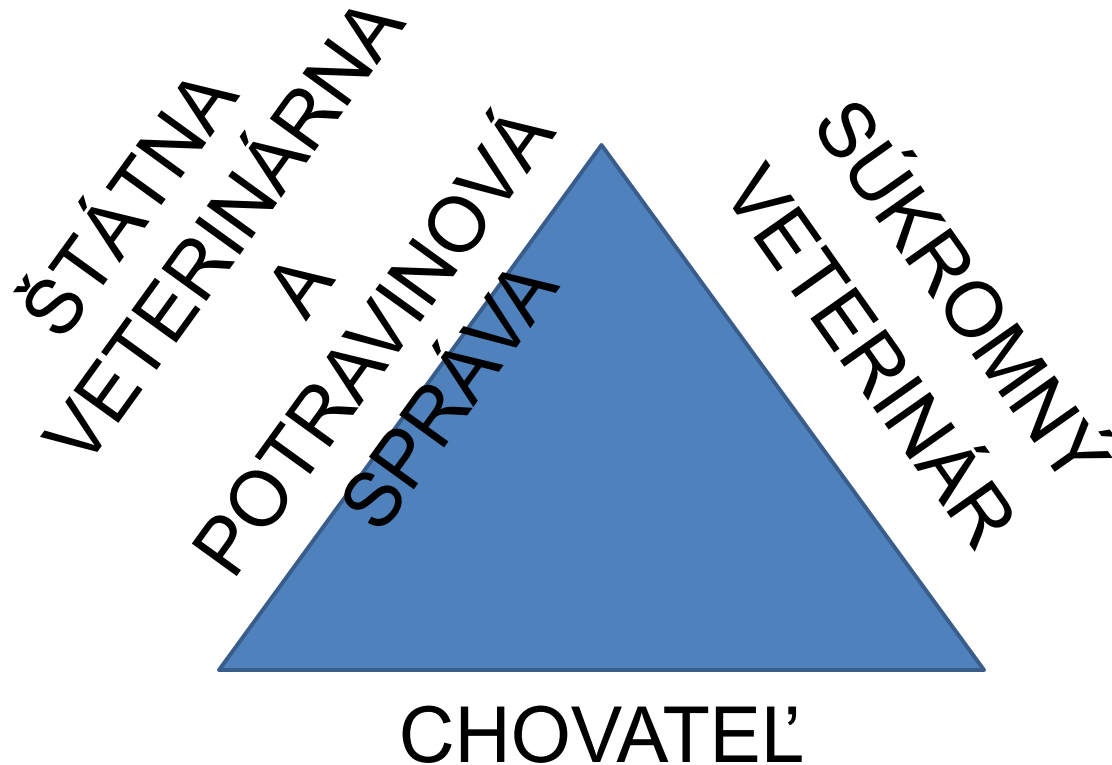 ŠTÁTNA
VETERINÁRNA
A
POTRAVINOVÁ
SPRÁVA
SÚKROMNÝ
VETERINÁR
CHOVATEĽ